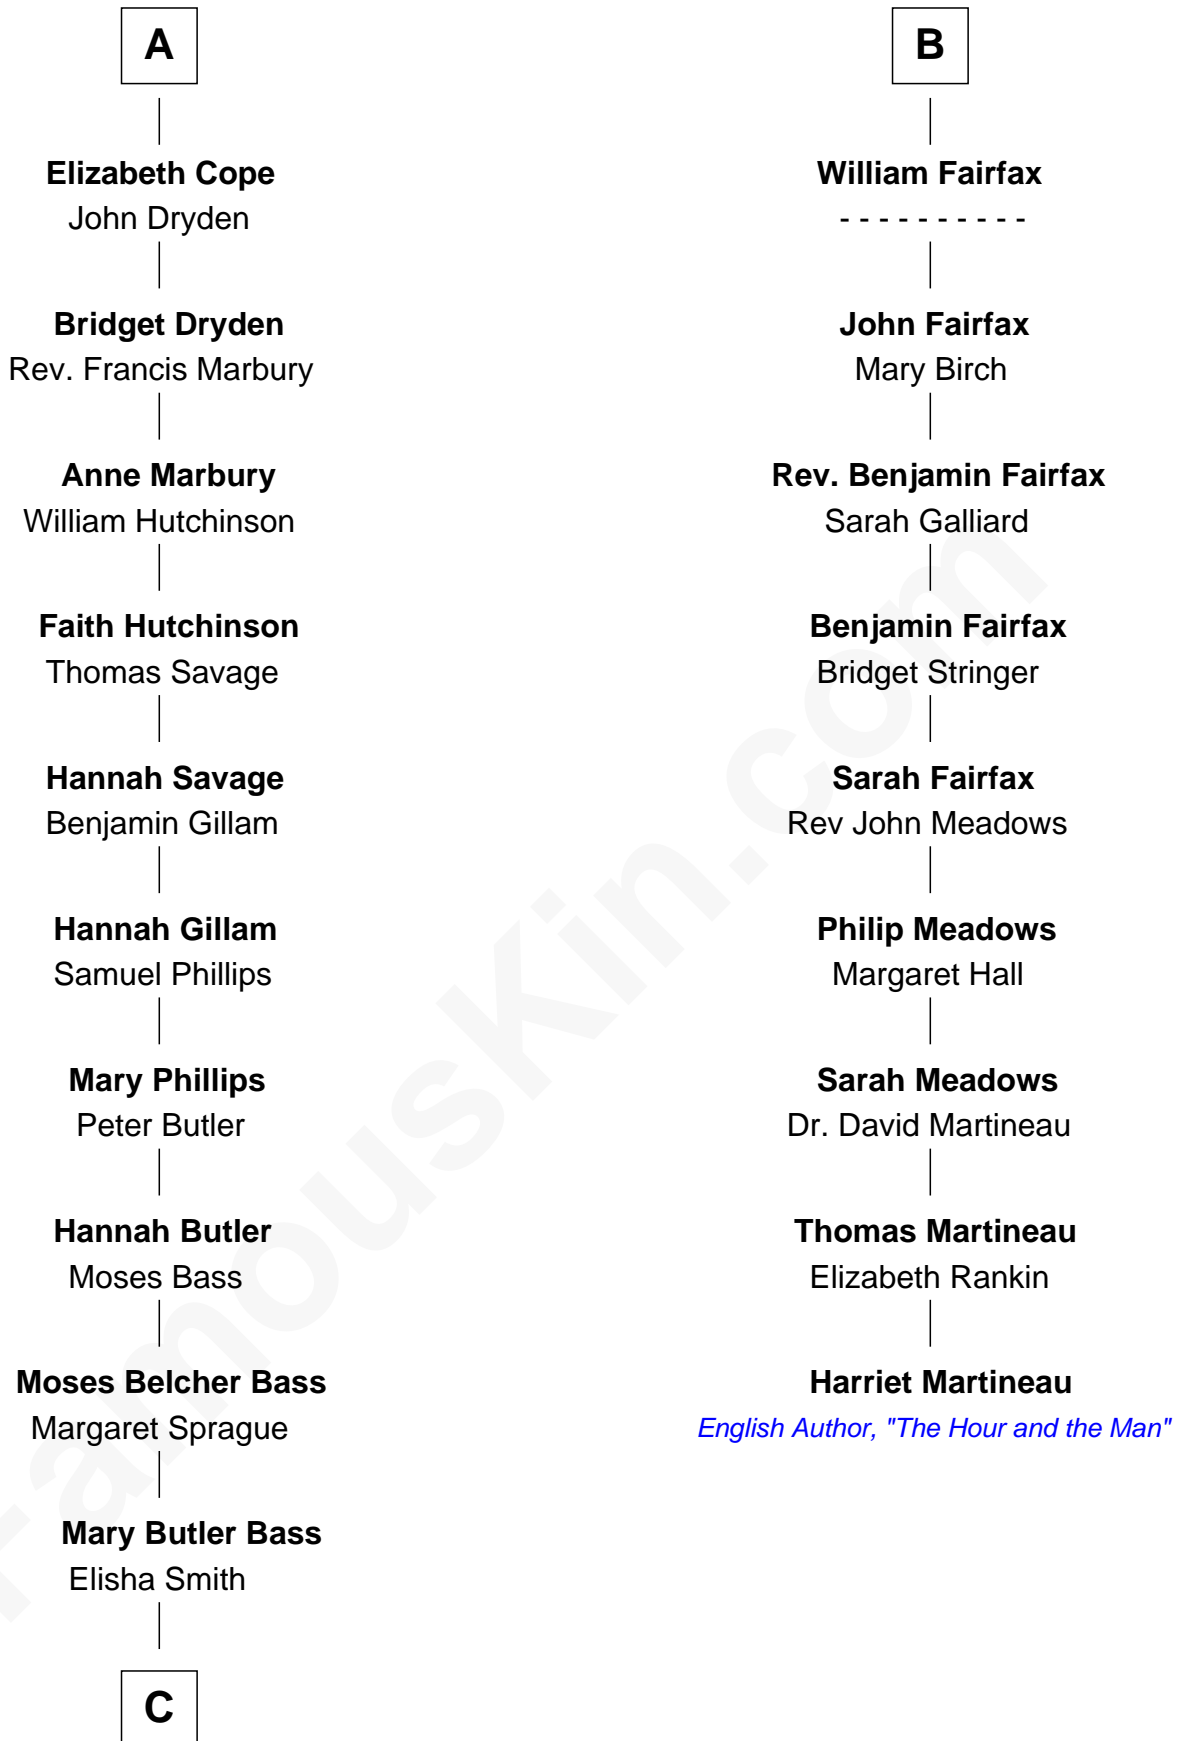 A
Elizabeth Cope
John Dryden
Bridget Dryden
Rev. Francis Marbury
Anne Marbury
William Hutchinson
Faith Hutchinson
Thomas Savage
Hannah Savage
Benjamin Gillam
Hannah Gillam
Samuel Phillips
Mary Phillips
Peter Butler
Hannah Butler
Moses Bass
Moses Belcher Bass
Margaret Sprague
Mary Butler Bass
Elisha Smith
C
B
William Fairfax
- - - - - - - - - -
John Fairfax
Mary Birch
Rev. Benjamin Fairfax
Sarah Galliard
Benjamin Fairfax
Bridget Stringer
Sarah Fairfax
Rev John Meadows
Philip Meadows
Margaret Hall
Sarah Meadows
Dr. David Martineau
Thomas Martineau
Elizabeth Rankin
Harriet Martineau
English Author, "The Hour and the Man"
FamousKin.com